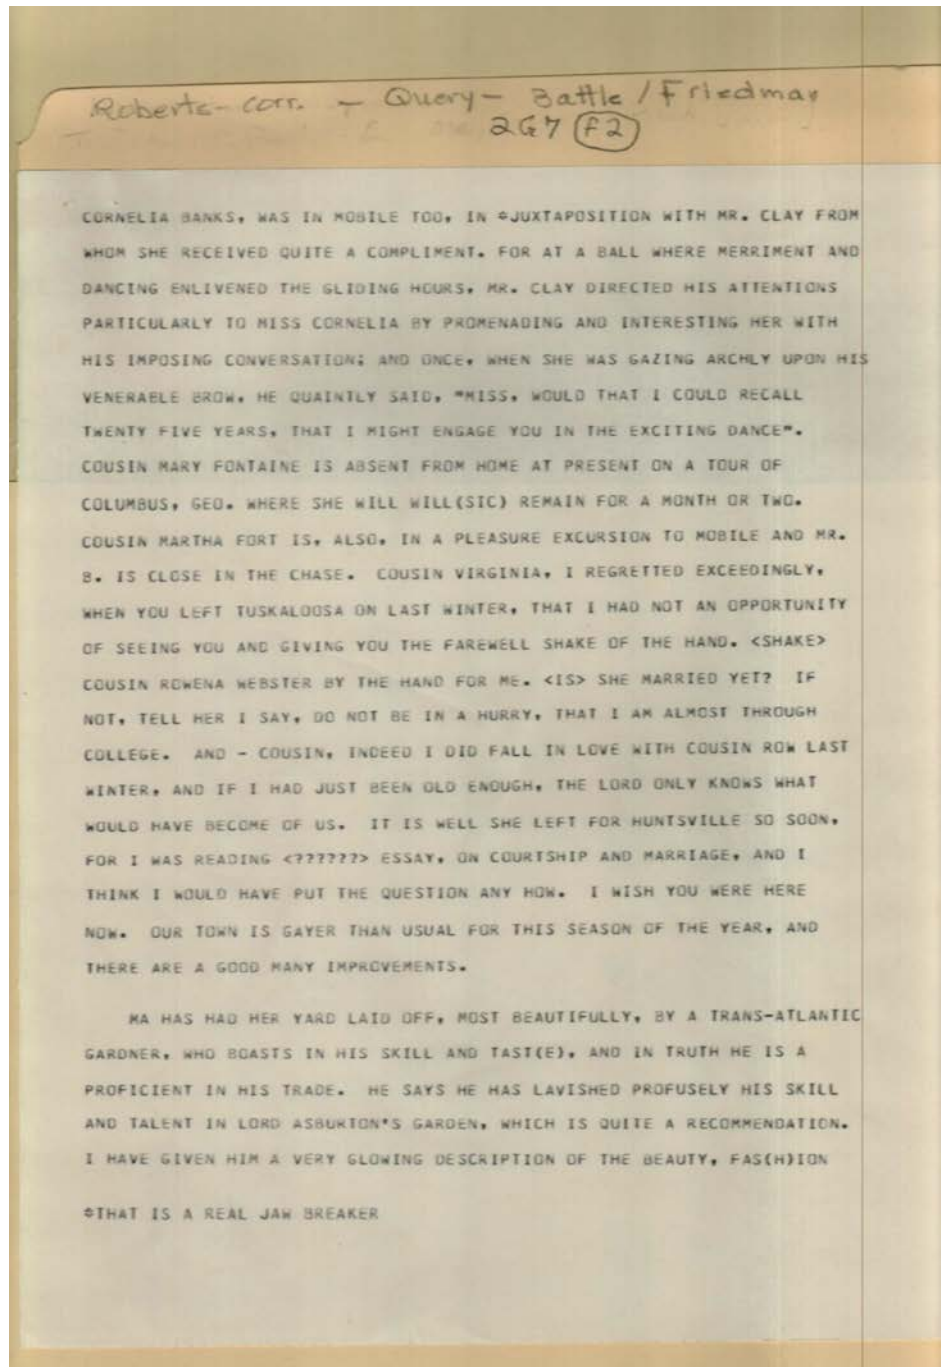 Roberts-corr. - Query - Battle / Friedman
2G7 (F2)
CORNELIA BANKS, WAS IN MOBILE TOO, IN *JUXTAPOSITION WITH MR. CLAY FROM
WHOM SHE RECEIVED QUITE A COMPLIMENT. FOR AT A BALL WHERE MERRIMENT AND
DANCING ENLIVENED THE GLIDING HOURS, MR. CLAY DIRECTED HIS ATTENTIONS
PARTICULARLY TO MISS CORNELIA BY PROMENADING AND INTERESTING HER WITH
HIS IMPOSING CONVERSATION; AND ONCE, WHEN SHE WAS GAZING ARCHLY UPON HIS
VENERABLE BROW, HE QUAINTLY SAID, "MISS, WOULD THAT I COULD RECALL
TWENTY FIVE YEARS, THAT I MIGHT ENGAGE YOU IN THE EXCITING DANCE".
COUSIN MARY FONTAINE IS ABSENT FROM HOME AT PRESENT ON A TOUR OF
COLUMBUS, GEO. WHERE SHE WILL WILL(SIC) REMAIN FOR A MONTH OR TWO.
COUSIN MARTHA FORT IS, ALSO, IN A PLEASURE EXCURSION TO MOBILE AND MR.
B. IS CLOSE IN THE CHASE. COUSIN VIRGINIA, I REGRETTED EXCEEDINGLY,
WHEN YOU LEFT TUSKALOOSA ON LAST WINTER, THAT I HAD NOT AN OPPORTUNITY
OF SEEING YOU AND GIVING YOU THE FAREWELL SHAKE OF THE HAND. <SHAKE>
COUSIN ROWENA WEBSTER BY THE HAND FOR ME. <IS> SHE MARRIED YET? IF
NOT, TELL HER I SAY, DO NOT BE IN A HURRY, THAT I AM ALMOST THROUGH
COLLEGE. AND - COUSIN, INDEED I DID FALL IN LOVE WITH COUSIN ROW LAST
WINTER, AND IF I HAD JUST BEEN OLD ENOUGH, THE LORD ONLY KNOWS WHAT
WOULD HAVE BECOME OF US. IT IS WELL SHE LEFT FOR HUNTSVILLE SO SOON,
FOR I WAS READING <??????> ESSAY, ON COURTSHIP AND MARRIAGE, AND I
THINK I WOULD HAVE PUT THE QUESTION ANY HOW. I WISH YOU WERE HERE
NOW. OUR TOWN IS GAYER THAN USUAL FOR THIS SEASON OF THE YEAR, AND
THERE ARE A GOOD MANY IMPROVEMENTS.
MA HAS HAD HER YARD LAID OFF, MOST BEAUTIFULLY, BY A TRANS-ATLANTIC
GARDNER, WHO BOASTS IN HIS SKILL AND TAST(E), AND IN TRUTH HE IS A
PROFICIENT IN HIS TRADE. HE SAYS HE HAS LAVISHED PROFUSELY HIS SKILL
AND TALENT IN LORD ASBURTON'S GARDEN, WHICH IS QUITE A RECOMMENDATION.
I HAVE GIVEN HIM A VERY GLOWING DESCRIPTION OF THE BEAUTY, FAS(H)ION
*THAT IS A REAL JAW BREAKER